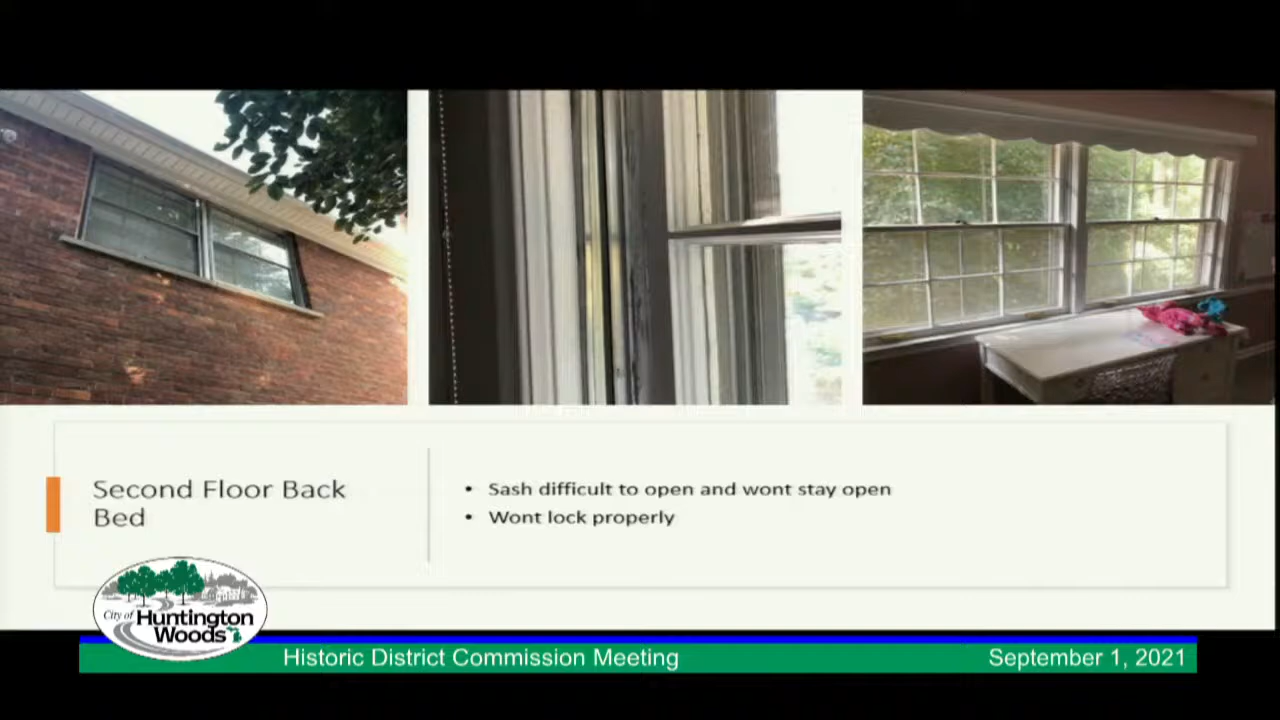 Second Floor Back
Bed
• Sash difficult to open and wont stay open
• Wont lock properly
City of
Huntington
Woods
Historic District Commission Meeting
September 1, 2021